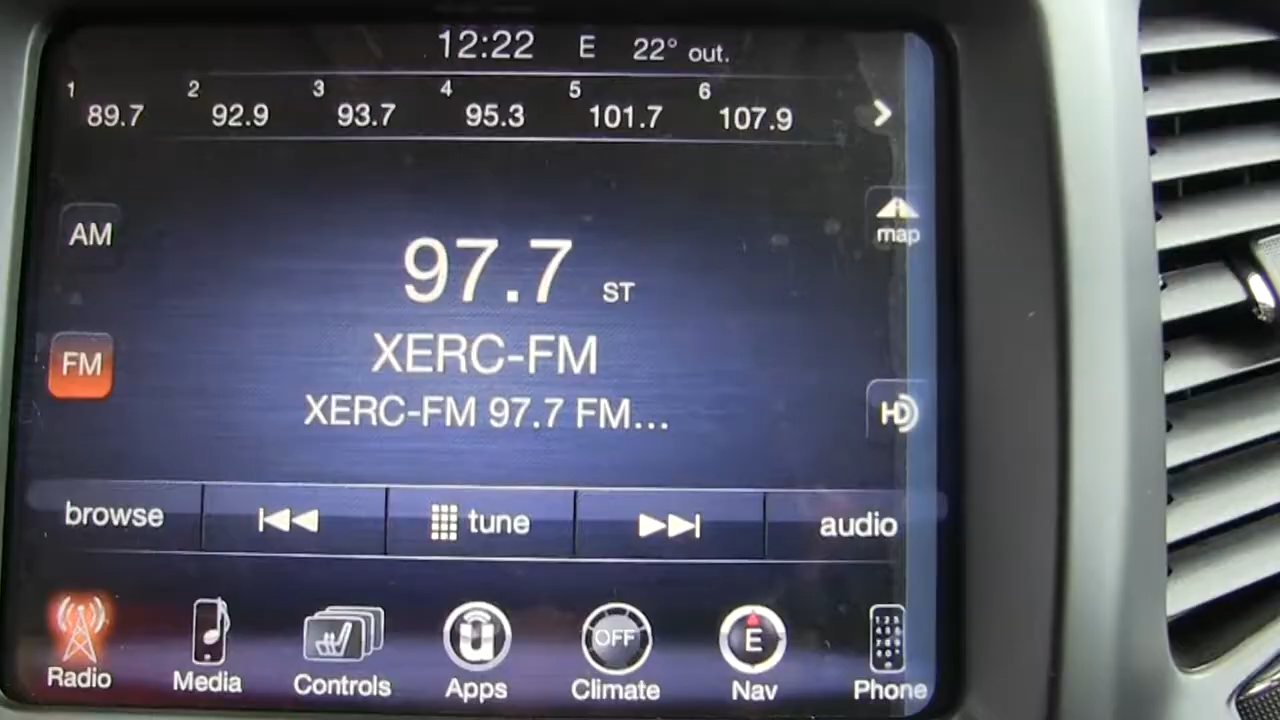 12:22 E 22° out.
1 89.7 2 92.9 3 93.7 4 95.3 5 101.7 6 107.9
AM
map
97.7 ST
XERC-FM
FM
XERC-FM 97.7 FM...
HD
browse tune audio
OFF E
Radio Media Controls Apps Climate Nav Phone